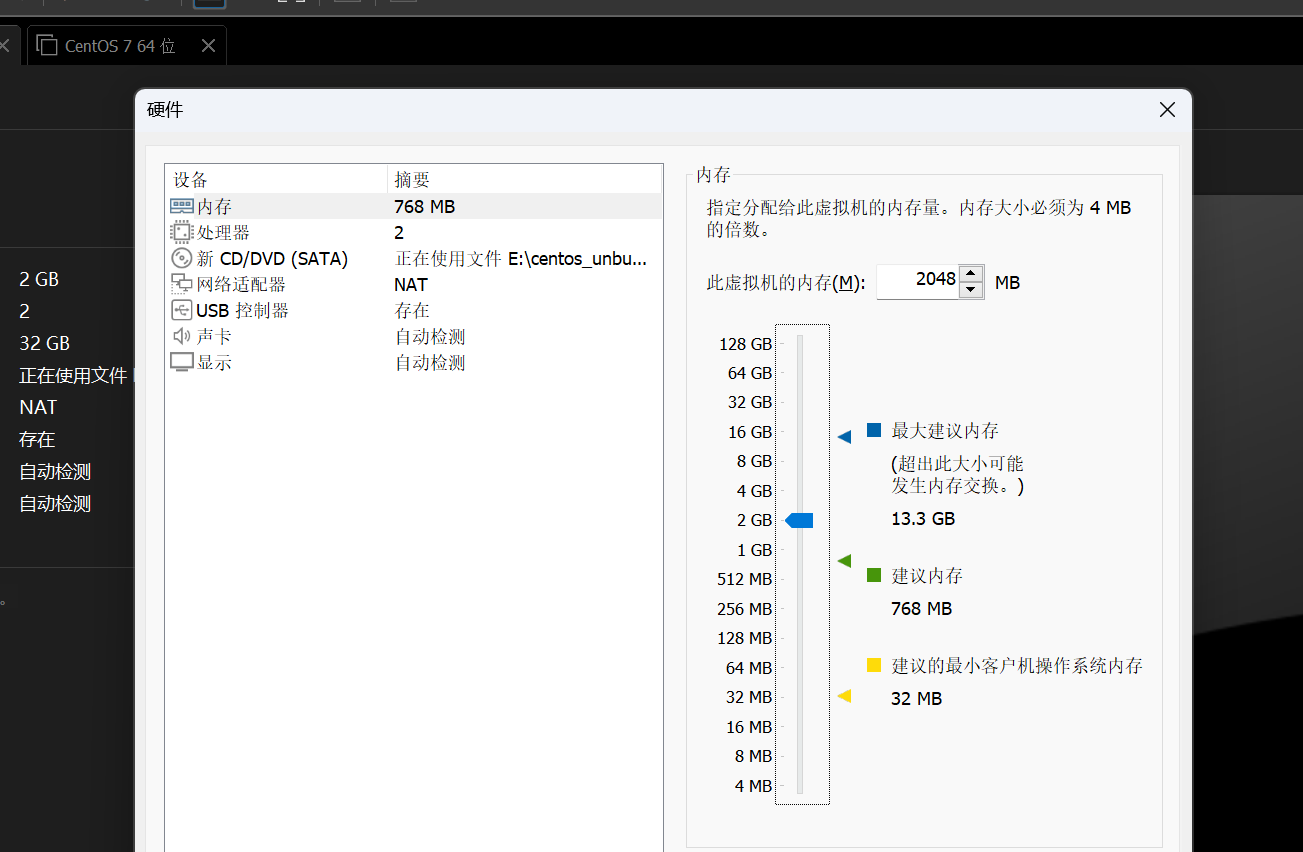 CentOS 7 64 位
硬件
2 GB
2
32 GB
正在使用文件
NAT
存在
自动检测
自动检测
。
设备 摘要
内存 768 MB
处理器 2
新 CD/DVD (SATA) 正在使用文件 E:\centos_unbu...
网络适配器 NAT
USB 控制器 存在
声卡 自动检测
显示 自动检测
内存
指定分配给此虚拟机的内存量。内存大小必须为 4 MB
的倍数。
此虚拟机的内存(M): 2048 MB
128 GB
64 GB
32 GB
16 GB
8 GB
4 GB
2 GB
1 GB
512 MB
256 MB
128 MB
64 MB
32 MB
16 MB
8 MB
4 MB
最大建议内存
(超出此大小可能
发生内存交换。)
13.3 GB
建议内存
768 MB
建议的最小客户机操作系统内存
32 MB